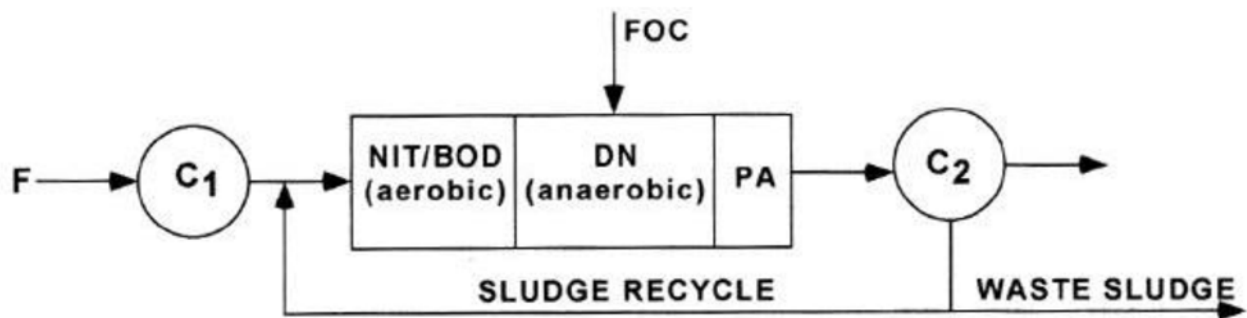 FOC
F
C1
NIT/BOD
(aerobic)
DN
(anaerobic)
PA
C2
SLUDGE RECYCLE
WASTE SLUDGE